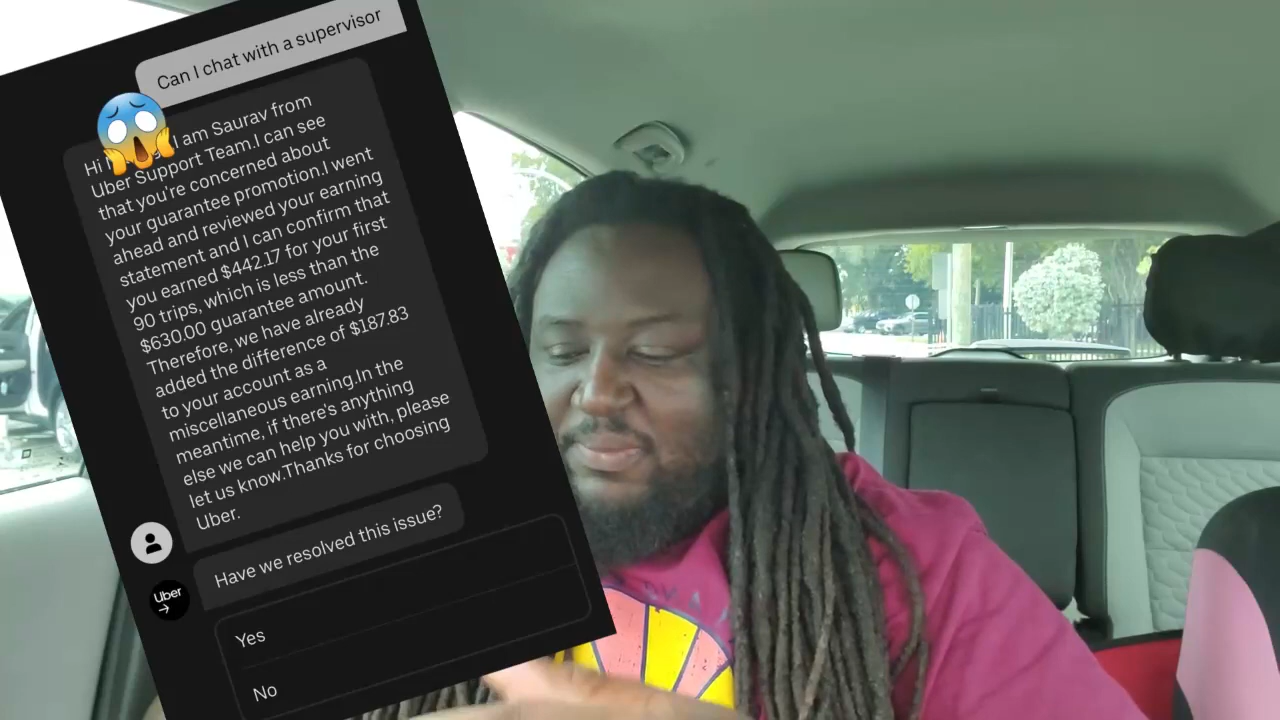 Can I chat with a supervisor
Hi I am Saurav from
Uber Support Team.I can see
that you're concerned about
your guarantee promotion.I went
ahead and reviewed your earning
statement and I can confirm that
you earned $442.17 for your first
90 trips, which is less than the
$630.00 guarantee amount.
Therefore, we have already
added the difference of $187.83
to your account as a
miscellaneous earning.In the
meantime, if there's anything
else we can help you with, please
let us know.Thanks for choosing
Uber.
Have we resolved this issue?
Uber
Yes
No